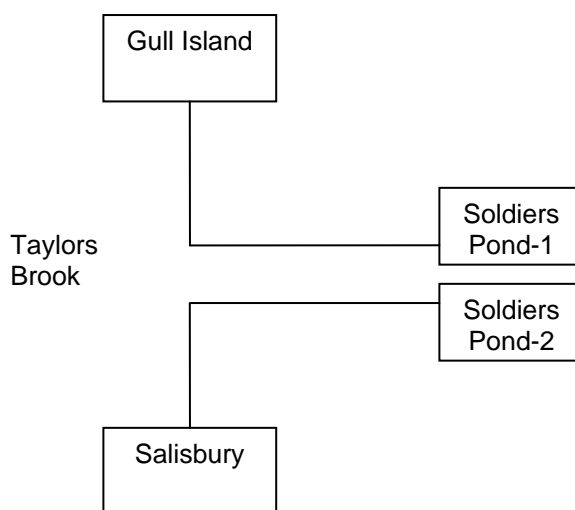 Gull Island
Soldiers
Pond-1
Taylors
Brook
Soldiers
Pond-2
Salisbury